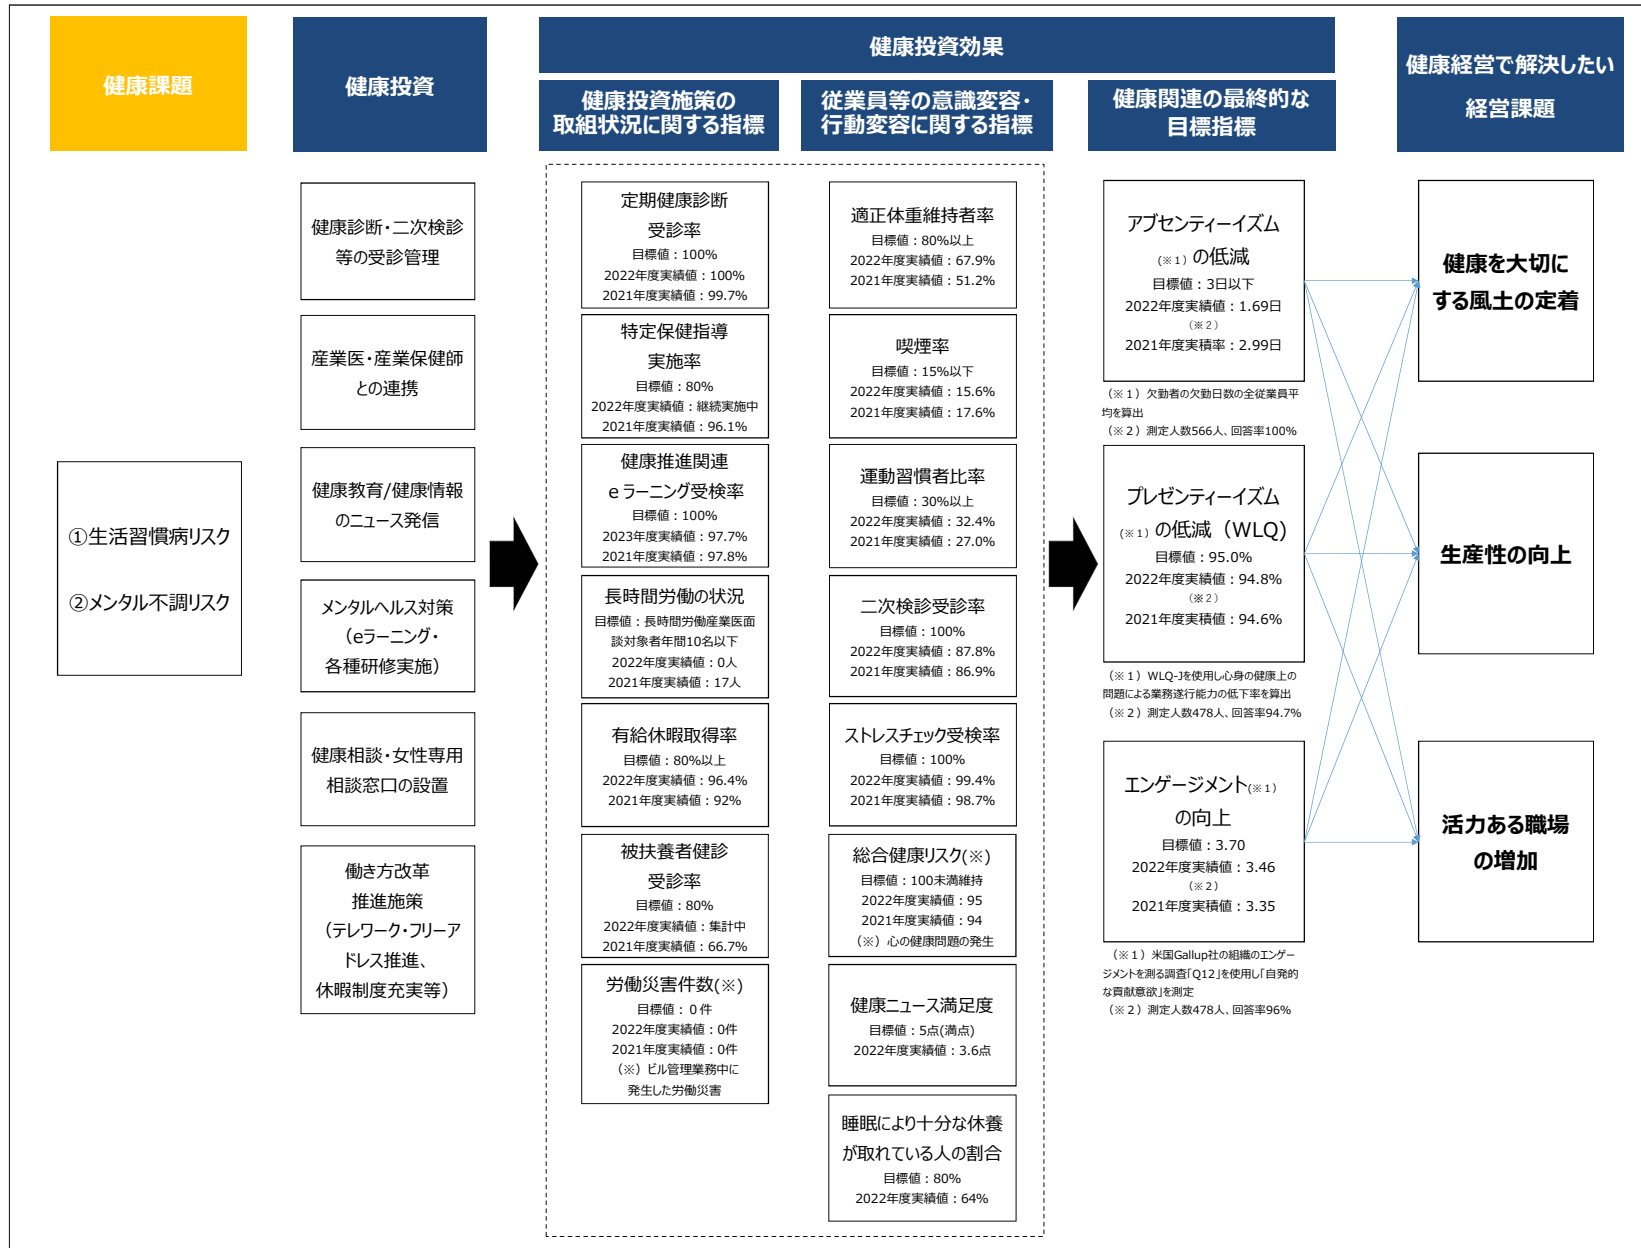 健康課題
健康投資
健康投資効果
健康投資施策の
取組状況に関する指標
従業員等の意識変容・
行動変容に関する指標
健康関連の最終的な
目標指標
健康経営で解決したい
経営課題
①生活習慣病リスク
②メンタル不調リスク
健康診断・二次検診
等の受診管理
産業医・産業保健師
との連携
健康教育/健康情報
のニュース発信
メンタルヘルス対策
（eラーニング・
各種研修実施）
健康相談・女性専用
相談窓口の設置
働き方改革
推進施策
（テレワーク・フリーア
ドレス推進、
休暇制度充実等）
定期健康診断
受診率
目標値：100%
2022年度実績値：100%
2021年度実績値：99.7%
特定保健指導
実施率
目標値：80%
2022年度実績値：継続実施中
2021年度実績値：96.1%
健康推進関連
eラーニング受検率
目標値：100%
2023年度実績値：97.7%
2021年度実績値：97.8%
長時間労働の状況
目標値：長時間労働産業医面
談対象者年間10名以下
2022年度実績値：0人
2021年度実績値：17人
有給休暇取得率
目標値：80%以上
2022年度実績値：96.4%
2021年度実績値：92%
被扶養者健診
受診率
目標値：80%
2022年度実績値：集計中
2021年度実績値：66.7%
労働災害件数(※)
目標値：０件
2022年度実績値：0件
2021年度実績値：0件
（※）ビル管理業務中に
発生した労働災害
適正体重維持者率
目標値：80%以上
2022年度実績値：67.9%
2021年度実績値：51.2%
喫煙率
目標値：15%以下
2022年度実績値：15.6%
2021年度実績値：17.6%
運動習慣者比率
目標値：30%以上
2022年度実績値：32.4%
2021年度実績値：27.0%
二次検診受診率
目標値：100%
2022年度実績値：87.8%
2021年度実績値：86.9%
ストレスチェック受検率
目標値：100%
2022年度実績値：99.4%
2021年度実績値：98.7%
総合健康リスク(※)
目標値：100未満維持
2022年度実績値：95
2021年度実績値：94
（※）心の健康問題の発生
健康ニュース満足度
目標値：5点(満点)
2022年度実績値：3.6点
睡眠により十分な休養
が取れている人の割合
目標値：80%
2022年度実績値：64%
アブセンティーイズム
（※１）の低減
目標値：3日以下
2022年度実績値：1.69日
（※２）
2021年度実積率：2.99日
（※１）欠勤者の欠勤日数の全従業員平
均を算出
（※２）測定人数566人、回答率100%
プレゼンティーイズム
（※１）の低減（WLQ）
目標値：95.0%
2022年度実績値：94.8%
（※２）
2021年度実積値：94.6%
（※１）WLQ-Jを使用し心身の健康上の
問題による業務遂行能力の低下率を算出
（※２）測定人数478人、回答率94.7%
エンゲージメント(※１)
の向上
目標値：3.70
2022年度実績値：3.46
（※２）
2021年度実積値：3.35
（※１）米国Gallup社の組織のエンゲー
ジメントを測る調査「Q12」を使用し「自発的
な貢献意欲」を測定
（※２）測定人数478人、回答率96%
健康を大切に
する風土の定着
生産性の向上
活力ある職場
の増加